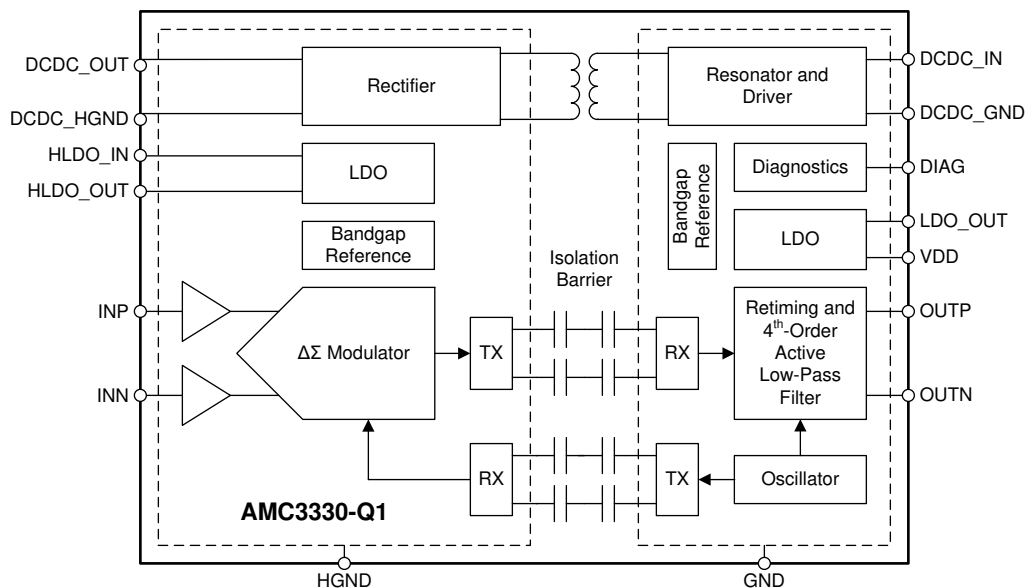 DCDC_OUT
DCDC_HGND
HLDO_IN
HLDO_OUT
INP
INN
Rectifier
LDO
Bandgap
Reference
ΔΣ Modulator
TX
RX
AMC3330-Q1
HGND
Isolation
Barrier
Resonator and
Driver
Bandgap
Reference
Diagnostics
LDO
RX
Retiming and
4th-Order
Active
Low-Pass
Filter
TX
Oscillator
GND
DCDC_IN
DCDC_GND
DIAG
LDO_OUT
VDD
OUTP
OUTN